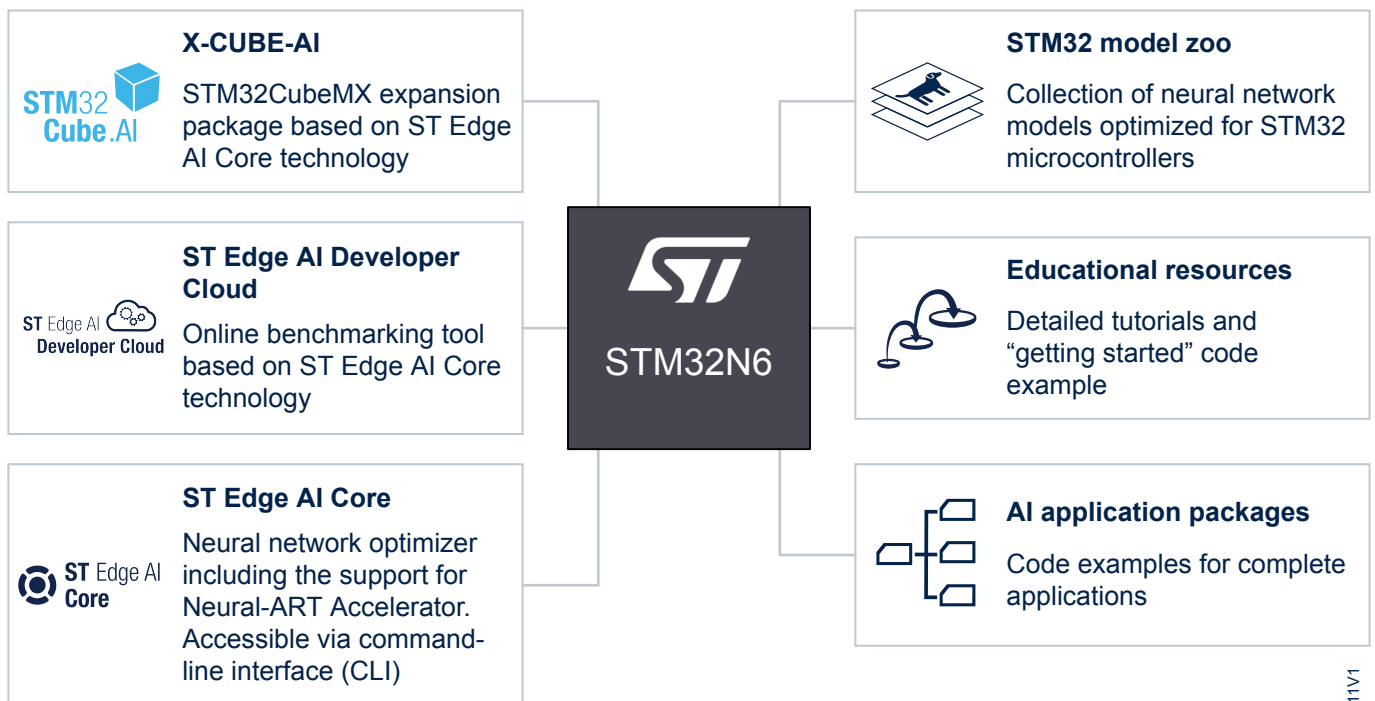 X-CUBE-AI
STM32
Cube.AI
STM32CubeMX expansion
package based on ST Edge
AI Core technology
ST Edge AI Developer
Cloud
ST Edge AI
Developer Cloud
Online benchmarking tool
based on ST Edge AI Core
technology
ST Edge AI Core
ST Edge AI
Core
Neural network optimizer
including the support for
Neural-ART Accelerator.
Accessible via command-
line interface (CLI)
ST
STM32N6
STM32 model zoo
Collection of neural network
models optimized for STM32
microcontrollers
Educational resources
Detailed tutorials and
“getting started” code
example
AI application packages
Code examples for complete
applications
11V1